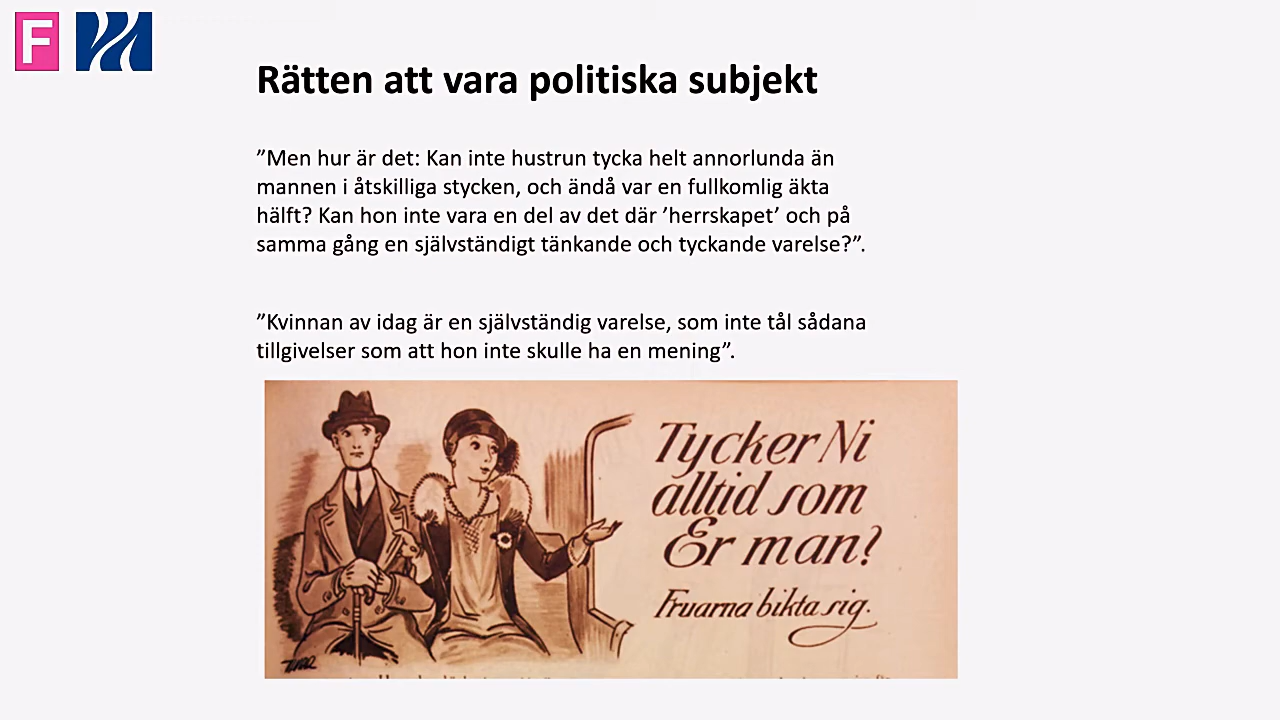 F
Rätten att vara politiska subjekt
”Men hur är det: Kan inte hustrun tycka helt annorlunda än
mannen i åtskilliga stycken, och ändå var en fullkomlig äkta
hälft? Kan hon inte vara en del av det där ’herrskapet’ och på
samma gång en självständigt tänkande och tyckande varelse?”.
”Kvinnan av idag är en självständig varelse, som inte tål sådana
tillgivelser som att hon inte skulle ha en mening”.
Tycker Ni
alltid som
Er man?
Fruarna bikta sig.